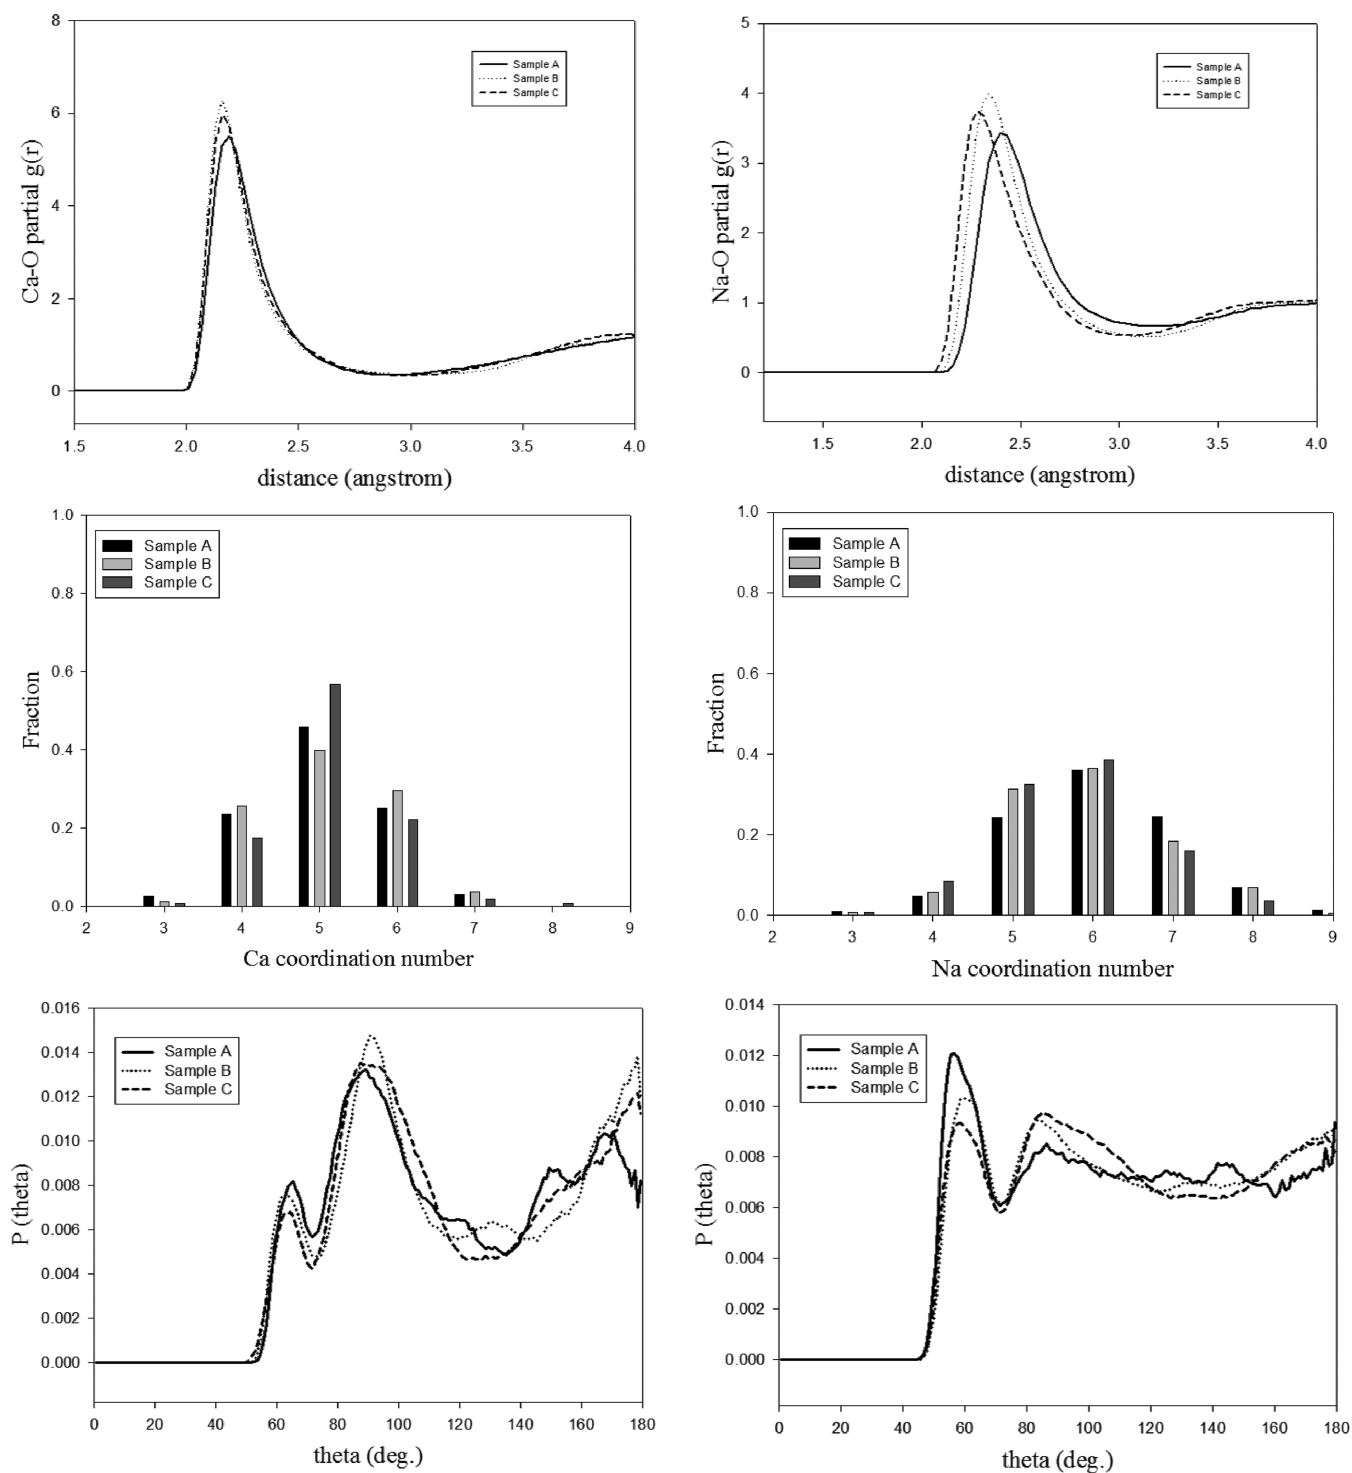 8
6
4
2
0
Ca-O partial g(r)
Sample A
Sample B
Sample C
1.5 2.0 2.5 3.0 3.5 4.0
distance (angstrom)
5
4
3
2
1
0
Na-O partial g(r)
Sample A
Sample B
Sample C
1.5 2.0 2.5 3.0 3.5 4.0
distance (angstrom)
1.0
0.8
0.6
0.4
0.2
0.0
Fraction
Sample A
Sample B
Sample C
2 3 4 5 6 7 8 9
Ca coordination number
1.0
0.8
0.6
0.4
0.2
0.0
Fraction
Sample A
Sample B
Sample C
2 3 4 5 6 7 8 9
Na coordination number
0.016
0.014
0.012
0.010
0.008
0.006
0.004
0.002
0.000
P (theta)
Sample A
Sample B
Sample C
0 20 40 60 80 100 120 140 160 180
theta (deg.)
0.014
0.012
0.010
0.008
0.006
0.004
0.002
0.000
P (theta)
Sample A
Sample B
Sample C
0 20 40 60 80 100 120 140 160 180
theta (deg.)